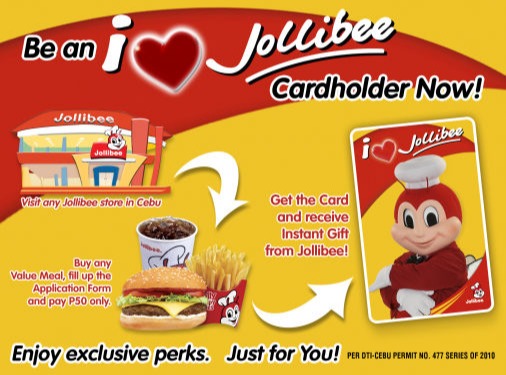 Be an i Jollibee
Cardholder Now!
Jollibee
Jollibee
Visit any Jollibee store in Cebu
i Jollibee
Get the Card
and receive
Instant Gift
from Jollibee!
Buy any
Value Meal, fill up the
Application Form
and pay P50 only.
Jollibee
Enjoy exclusive perks. Just for You! PER DTI-CEBU PERMIT NO. 477 SERIES OF 2010